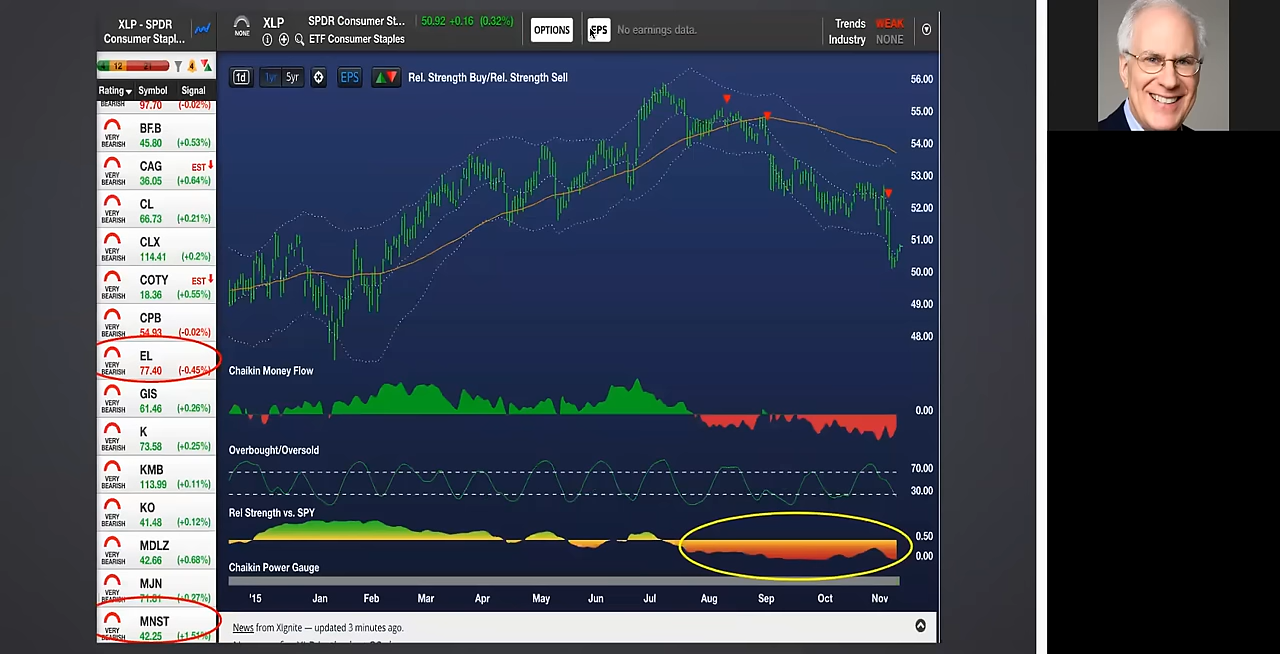 XLP - SPDR
Consumer Stapl...
NONE
XLP
SPDR Consumer St...
50.92 +0.16 (0.32%)
ETF Consumer Staples
OPTIONS
EPS
No earnings data.
Trends WEAK
Industry NONE
4 12 21
4
Rating Symbol Signal
BEARISH 97.70 (-0.02%)
BF.B
VERY BEARISH 45.80 (+0.53%)
CAG EST
VERY BEARISH 36.05 (+0.64%)
CL
VERY BEARISH 66.73 (+0.21%)
CLX
VERY BEARISH 114.41 (+0.2%)
COTY EST
VERY BEARISH 18.36 (+0.55%)
CPB
VERY BEARISH 54.93 (-0.02%)
EL
VERY BEARISH 77.40 (-0.45%)
GIS
VERY BEARISH 61.46 (+0.26%)
K
VERY BEARISH 73.58 (+0.25%)
KMB
VERY BEARISH 113.99 (+0.11%)
KO
VERY BEARISH 41.48 (+0.12%)
MDLZ
VERY BEARISH 42.66 (+0.68%)
MJN
VERY BEARISH (+0.27%)
MNST
VERY BEARISH 42.25
1d 1yr 5yr EPS Rel. Strength Buy/Rel. Strength Sell
56.00
55.00
54.00
53.00
52.00
51.00
50.00
49.00
48.00
Chaikin Money Flow
0.00
Overbought/Oversold
70.00
30.00
Rel Strength vs. SPY
0.50
0.00
Chaikin Power Gauge
'15 Jan Feb Mar Apr May Jun Jul Aug Sep Oct Nov
News from Xignite — updated 3 minutes ago.